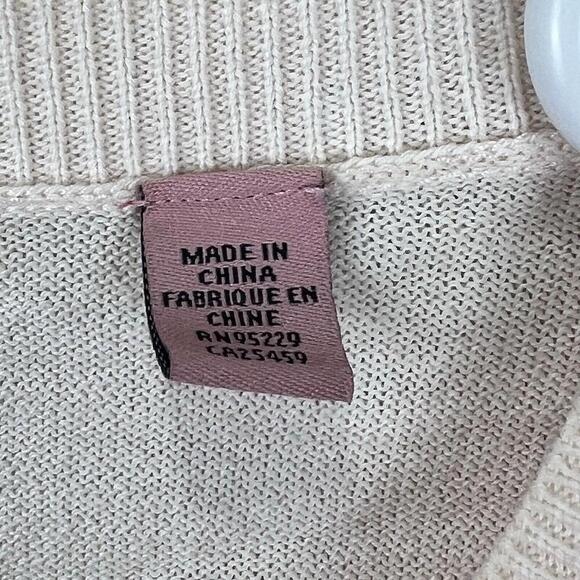 MADE IN
CHINA
FABRIQUE EN
CHINE
RN95229
CA25459